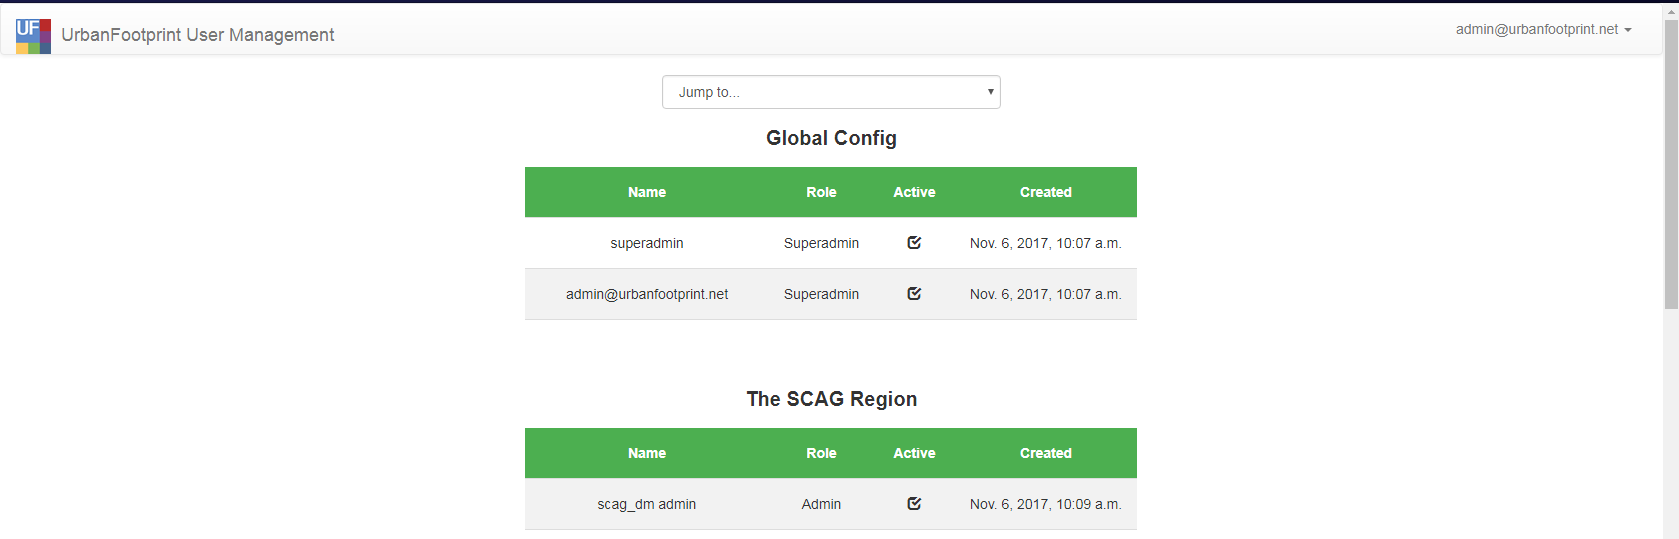 UF
UrbanFootprint User Management
admin@urbanfootprint.net
Jump to...
Global Config
Name Role Active Created
superadmin Superadmin Nov. 6, 2017, 10:07 a.m.
admin@urbanfootprint.net Superadmin Nov. 6, 2017, 10:07 a.m.
The SCAG Region
Name Role Active Created
scag_dm admin Admin Nov. 6, 2017, 10:09 a.m.